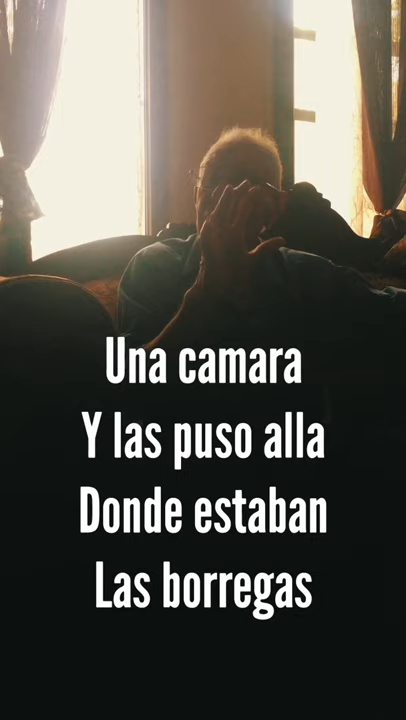 Una camara
Y las puso alla
Donde estaban
Las borregas